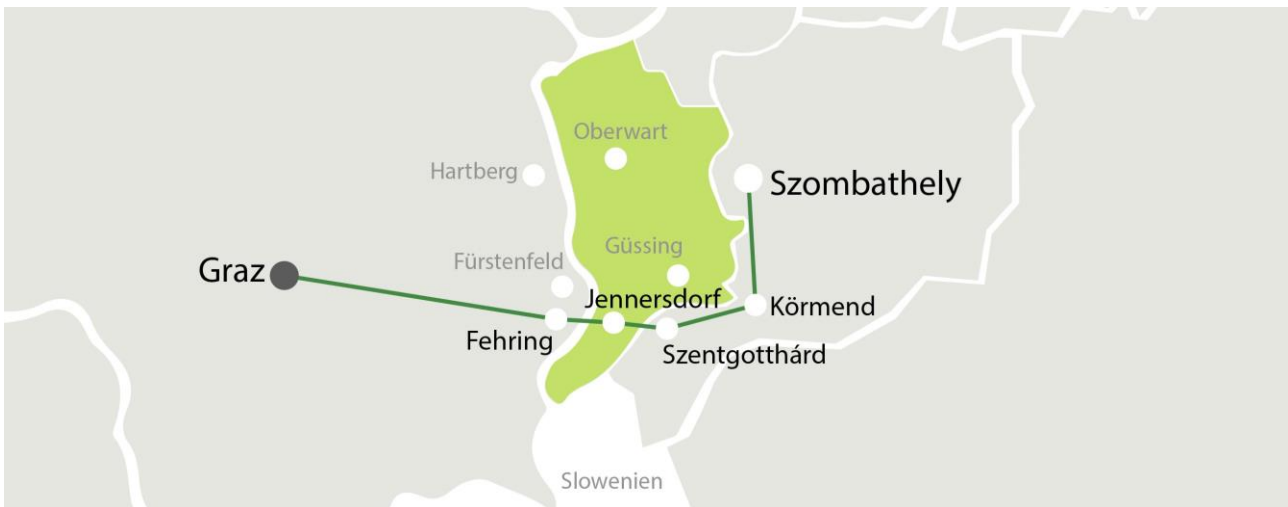 Oberwart
Hartberg
Szombathely
Güssing
Fürstenfeld
Graz
Jennersdorf
Körmend
Fehring
Szentgotthárd
Slowenien